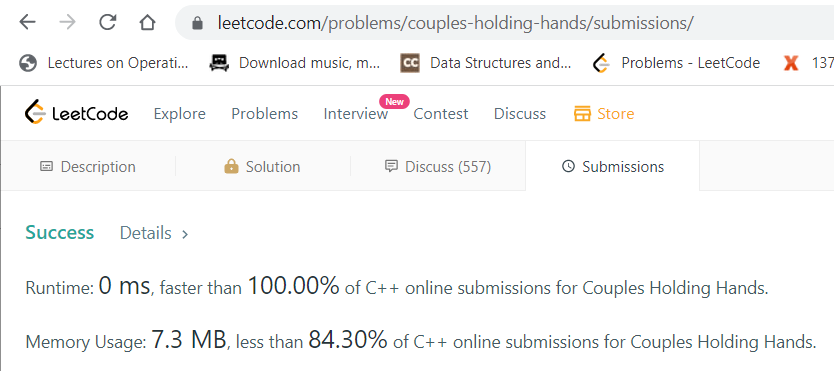 leetcode.com/problems/couples-holding-hands/submissions/
Lectures on Operati... Download music, m... CC Data Structures and... Problems - LeetCode X 137
LeetCode Explore Problems Interview New Contest Discuss Store
Description Solution Discuss (557) Submissions
Success Details >
Runtime: 0 ms, faster than 100.00% of C++ online submissions for Couples Holding Hands.
Memory Usage: 7.3 MB, less than 84.30% of C++ online submissions for Couples Holding Hands.